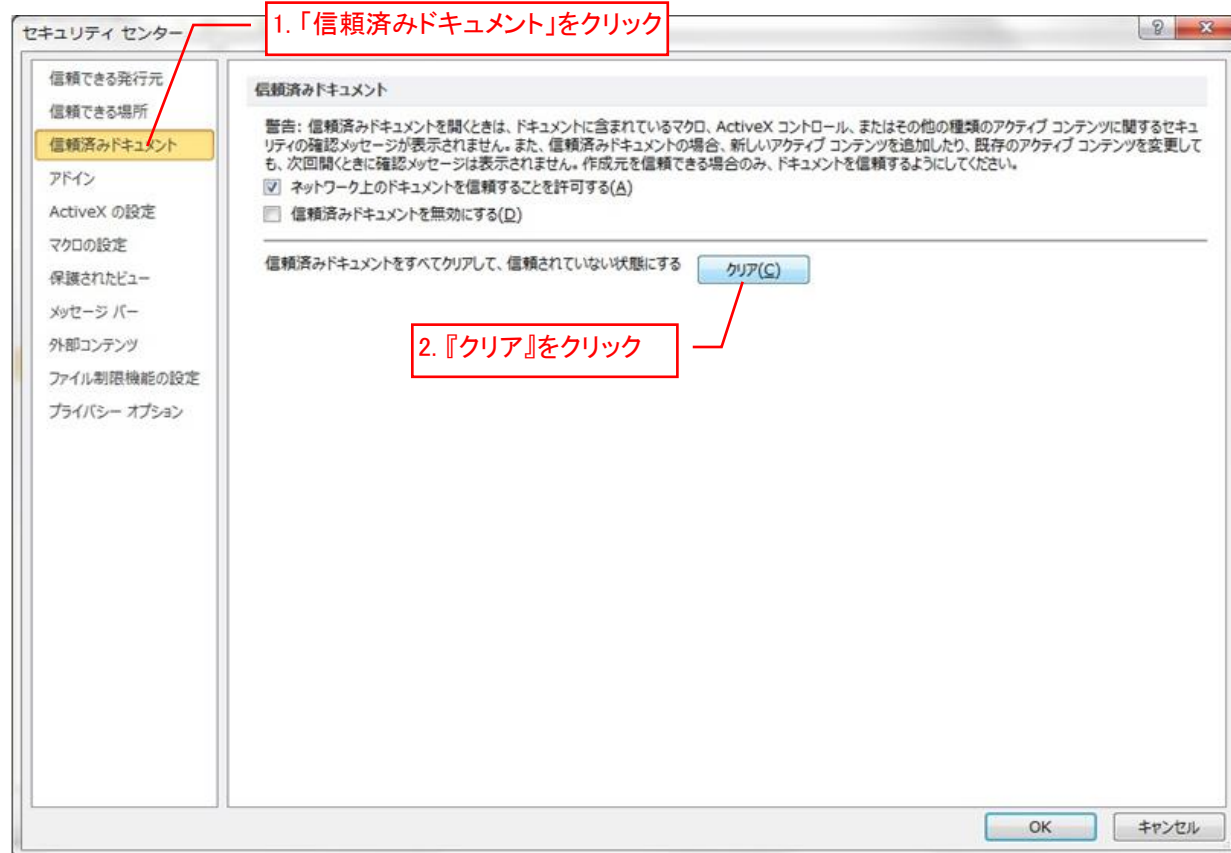 セキュリティ センター
1. 「信頼済みドキュメント」をクリック
信頼できる発行元
信頼できる場所
信頼済みドキュメント
アドイン
ActiveX の設定
マクロの設定
保護されたビュー
メッセージ バー
外部コンテンツ
ファイル制限機能の設定
プライバシー オプション
信頼済みドキュメント
警告: 信頼済みドキュメントを開くときは、ドキュメントに含まれているマクロ、ActiveX コントロール、またはその他の種類のアクティブ コンテンツに関するセキュ
リティの確認メッセージが表示されません。また、信頼済みドキュメントの場合、新しいアクティブ コンテンツを追加したり、既存のアクティブ コンテンツを変更して
も、次回開くときに確認メッセージは表示されません。作成元を信頼できる場合のみ、ドキュメントを信頼するようにしてください。
ネットワーク上のドキュメントを信頼することを許可する(A)
信頼済みドキュメントを無効にする(D)
信頼済みドキュメントをすべてクリアして、信頼されていない状態にする
クリア(C)
2. 『クリア』をクリック
OK
キャンセル